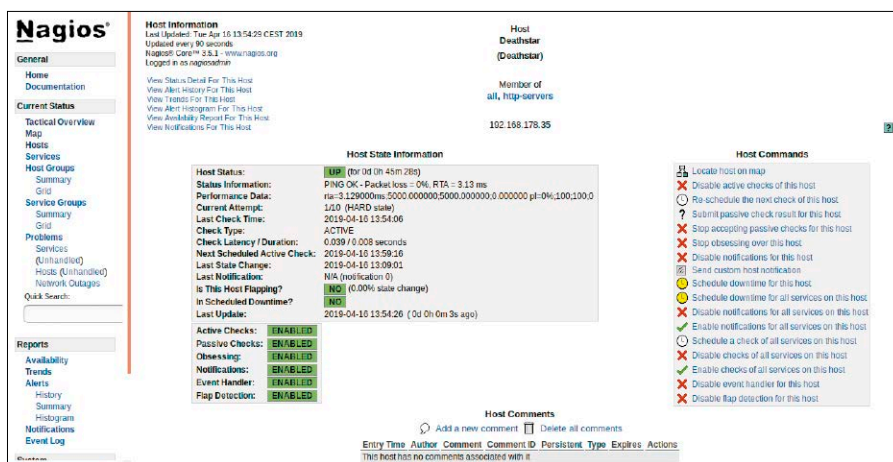 Nagios®
General
Home
Documentation
Current Status
Tactical Overview
Map
Hosts
Services
Host Groups
Summary
Grid
Service Groups
Summary
Grid
Problems
Services
(Unhandled)
Hosts (Unhandled)
Network Outages
Quick Search:
Reports
Availability
Trends
Alerts
History
Summary
Histogram
Notifications
Event Log
System
Host Information
Last Updated: Tue Apr 16 13:54:29 CEST 2019
Updated every 90 seconds
Nagios® Core™ 3.5.1 - www.nagios.org
Logged in as nagiosadmin
View Status Detail For This Host
View Alert History For This Host
View Trends For This Host
View Alert Histogram For This Host
View Availability Report For This Host
View Notifications For This Host
Host
Deathstar
(Deathstar)
Member of
all, http-servers
192.168.178.35
?
Host State Information
Host Status: UP (for 0d 0h 45m 28s)
Status Information: PING OK - Packet loss = 0%, RTA = 3.13 ms
Performance Data: rta=3.129000ms;5000.000000;5000.000000;0.000000 pl=0%;100;100;0
Current Attempt: 1/10 (HARD state)
Last Check Time: 2019-04-16 13:54:06
Check Type: ACTIVE
Check Latency / Duration: 0.039 / 0.008 seconds
Next Scheduled Active Check: 2019-04-16 13:59:16
Last State Change: 2019-04-16 13:09:01
Last Notification: N/A (notification 0)
Is This Host Flapping? NO (0.00% state change)
In Scheduled Downtime? NO
Last Update: 2019-04-16 13:54:26 ( 0d 0h 0m 3s ago)
Active Checks: ENABLED
Passive Checks: ENABLED
Obsessing: ENABLED
Notifications: ENABLED
Event Handler: ENABLED
Flap Detection: ENABLED
Host Commands
Locate host on map
Disable active checks of this host
Re-schedule the next check of this host
? Submit passive check result for this host
Stop accepting passive checks for this host
Stop obsessing over this host
Disable notifications for this host
Send custom host notification
Schedule downtime for this host
Schedule downtime for all services on this host
Disable notifications for all services on this host
Enable notifications for all services on this host
Schedule a check of all services on this host
Disable checks of all services on this host
Enable checks of all services on this host
Disable event handler for this host
Disable flap detection for this host
Host Comments
Add a new comment Delete all comments
Entry Time Author Comment Comment ID Persistent Type Expires Actions
This host has no comments associated with it